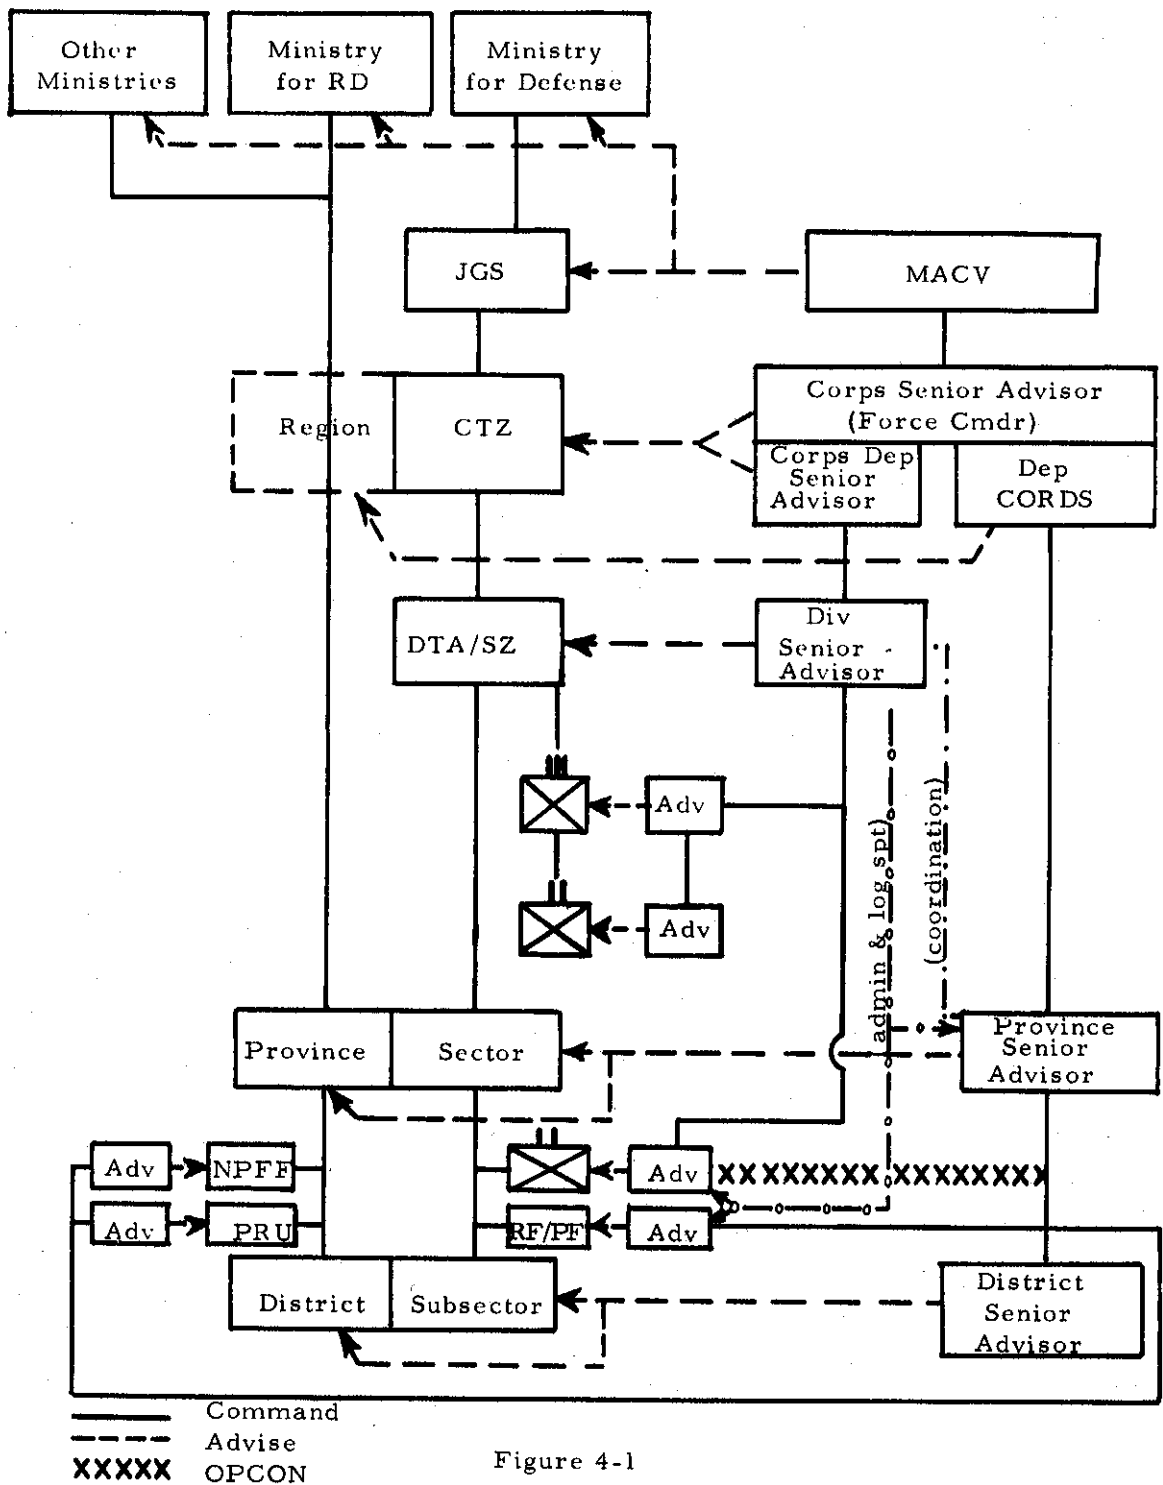 Other
Ministries
Ministry
for RD
Ministry
for Defense
JGS
MACV
Region
CTZ
Corps Senior Advisor
(Force Cmdr)
Corps Dep
Senior
Advisor
Dep
CORDS
DTA/SZ
Div
Senior
Advisor
Adv
Adv
admin & log spt)
(coordination)
Province
Sector
Province
Senior
Advisor
Adv
NPFF
Adv
XX XXXXXXX XXXXXXXXX
Adv
PRU
RF/PF
Adv
District
Subsector
District
Senior
Advisor
Command
Advise
XXXXX OPCON
Figure 4-1